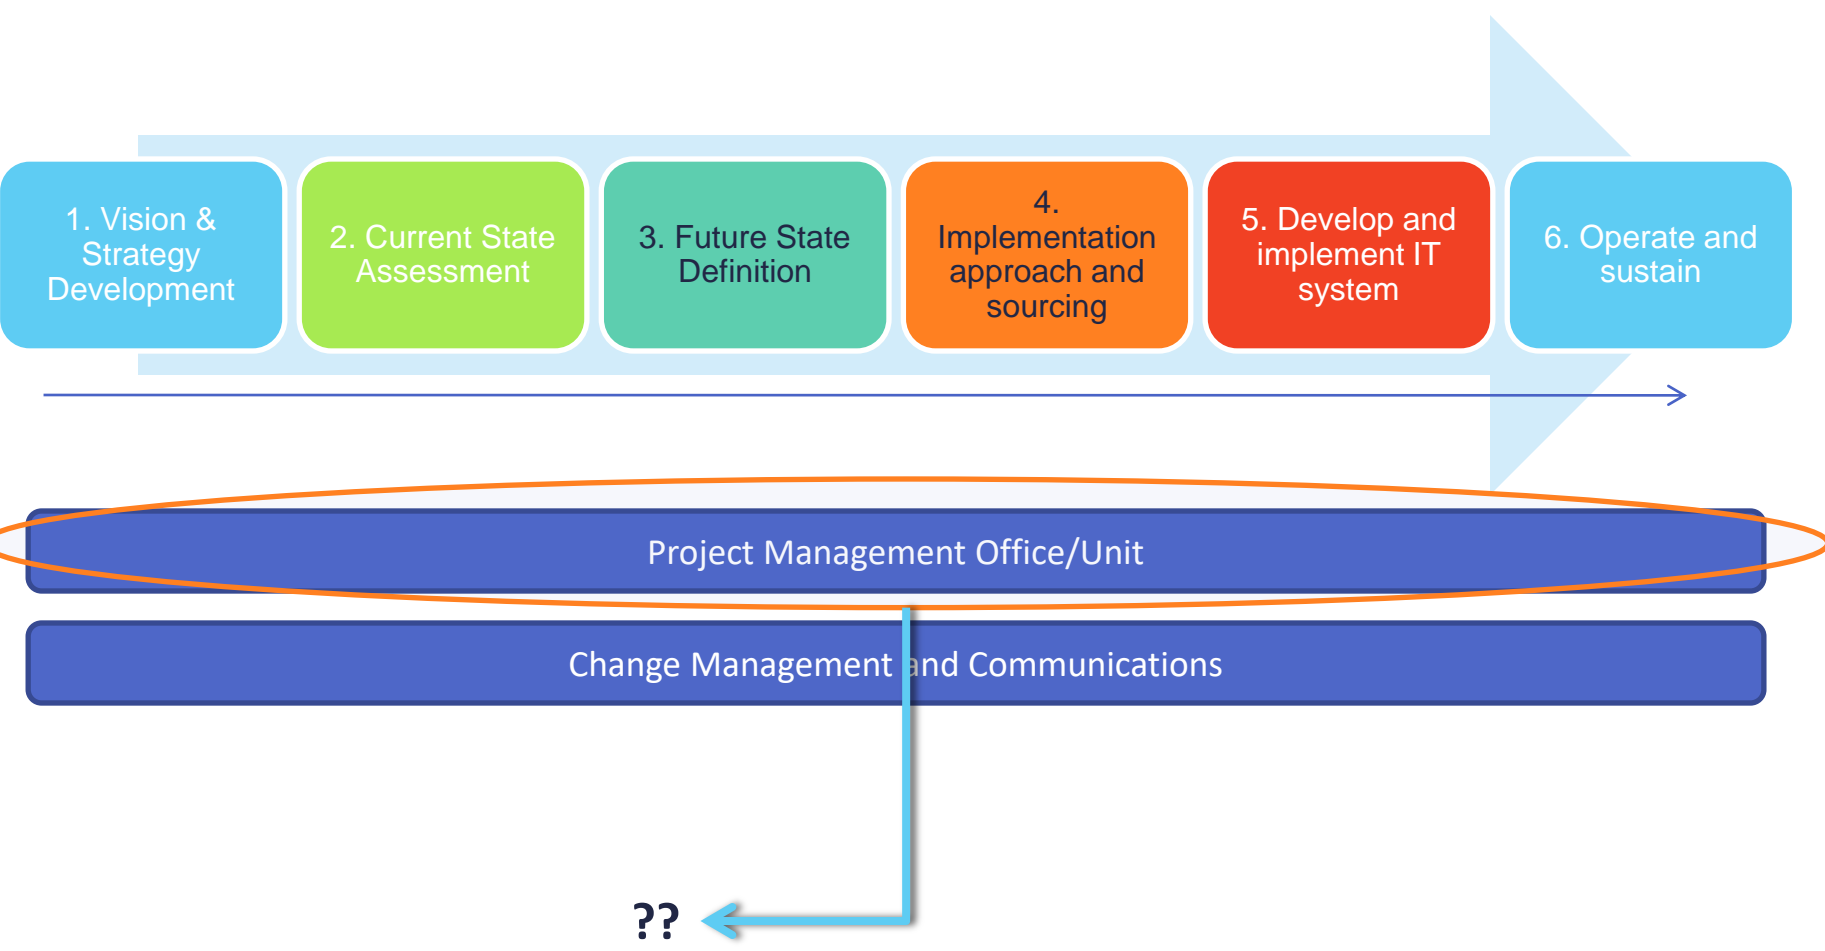 1. Vision &
Strategy
Development
2. Current State
Assessment
3. Future State
Definition
4.
Implementation
approach and
sourcing
5. Develop and
implement IT
system
6. Operate and
sustain
Project Management Office/Unit
Change Management and Communications
??